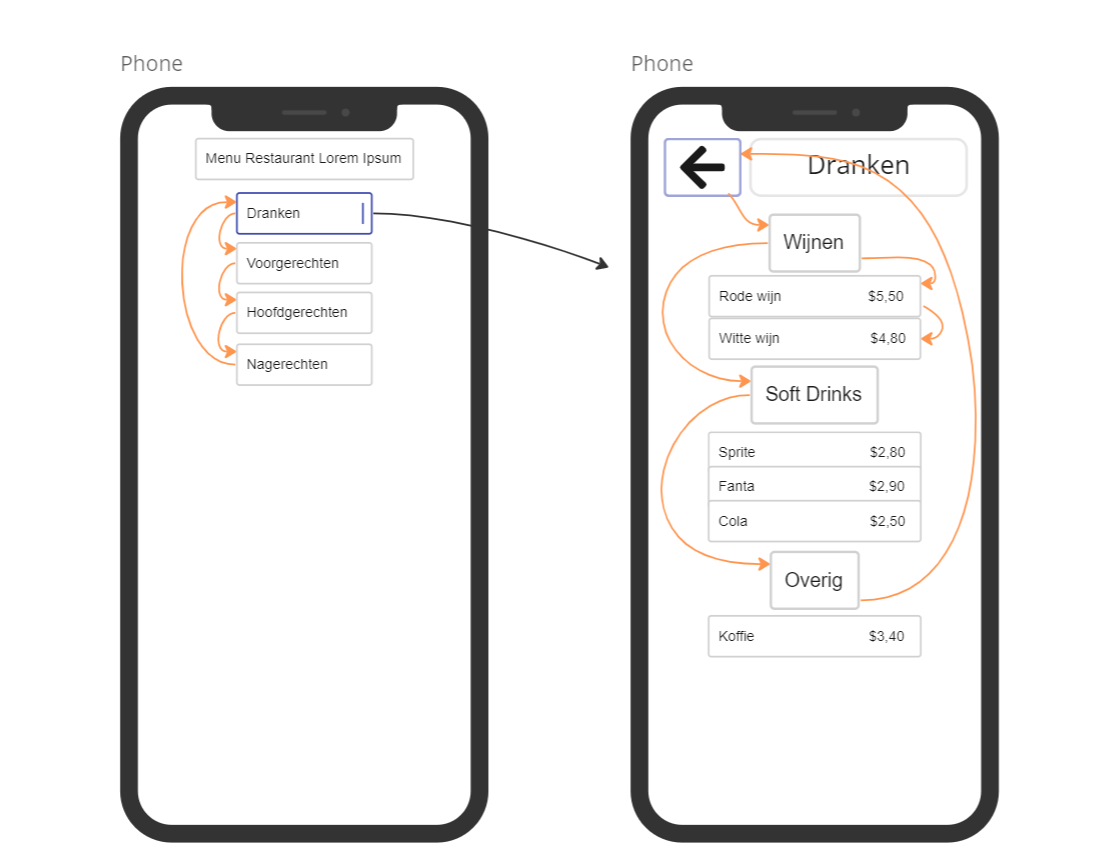 Phone
Menu Restaurant Lorem Ipsum
Dranken
Voorgerechten
Hoofdgerechten
Nagerechten
Phone
Dranken
Wijnen
Rode wijn $5,50
Witte wijn $4,80
Soft Drinks
Sprite $2,80
Fanta $2,90
Cola $2,50
Overig
Koffie $3,40